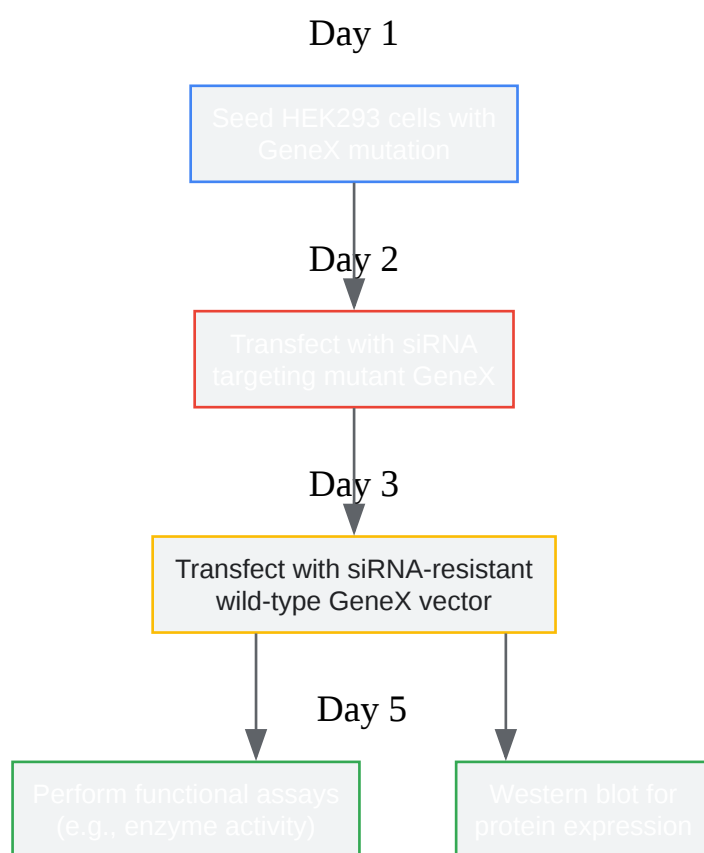 Day 1
Seed HEK293 cells with
GeneX mutation
Day 2
Transfect with siRNA
targeting mutant GeneX
Day 3
Transfect with siRNA-resistant
wild-type GeneX vector
Day 5
Perform functional assays
(e.g., enzyme activity)
Western blot for
protein expression